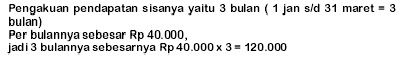 Pengakuan pendapatan sisanya yaitu 3 bulan ( 1 jan s/d 31 maret = 3
bulan)
Per bulannya sebesar Rp 40.000,
jadi 3 bulannya sebesarnya Rp 40.000 x 3 = 120.000